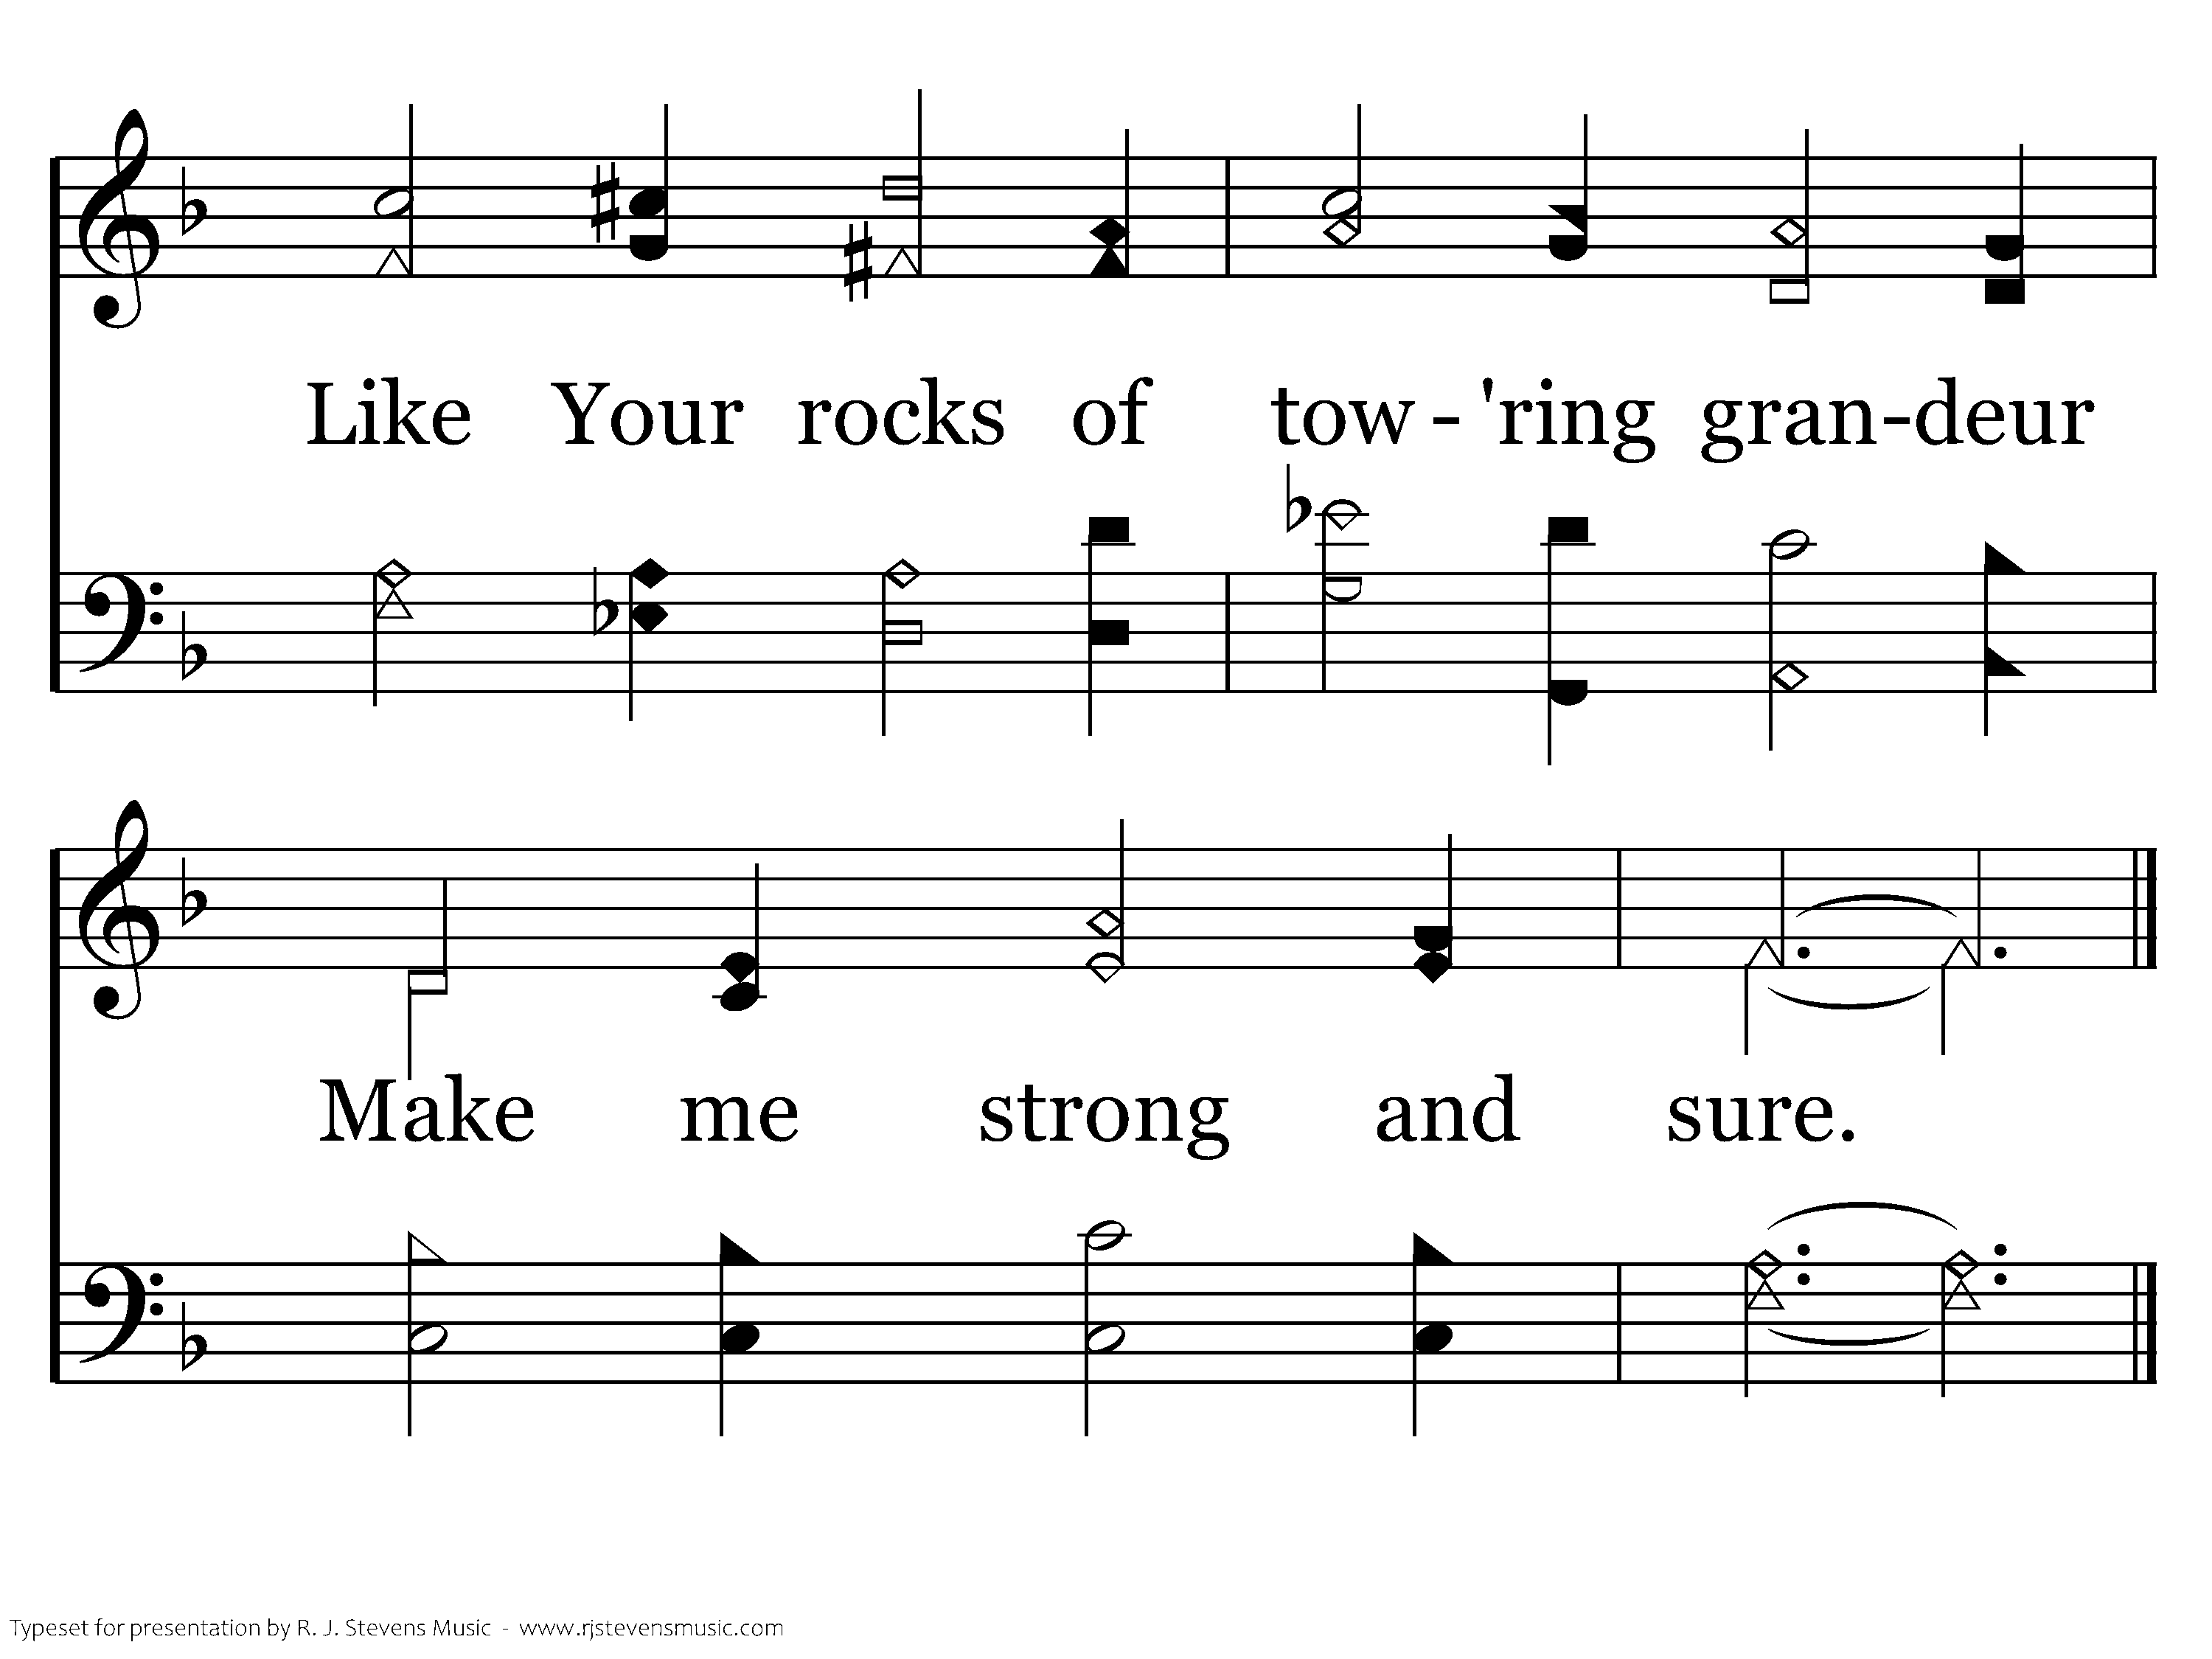 Like Your rocks of tow - 'ring gran-deur
Make me strong and sure.
Typeset for presentation by R. J. Stevens Music - www.rjstevensmusic.com